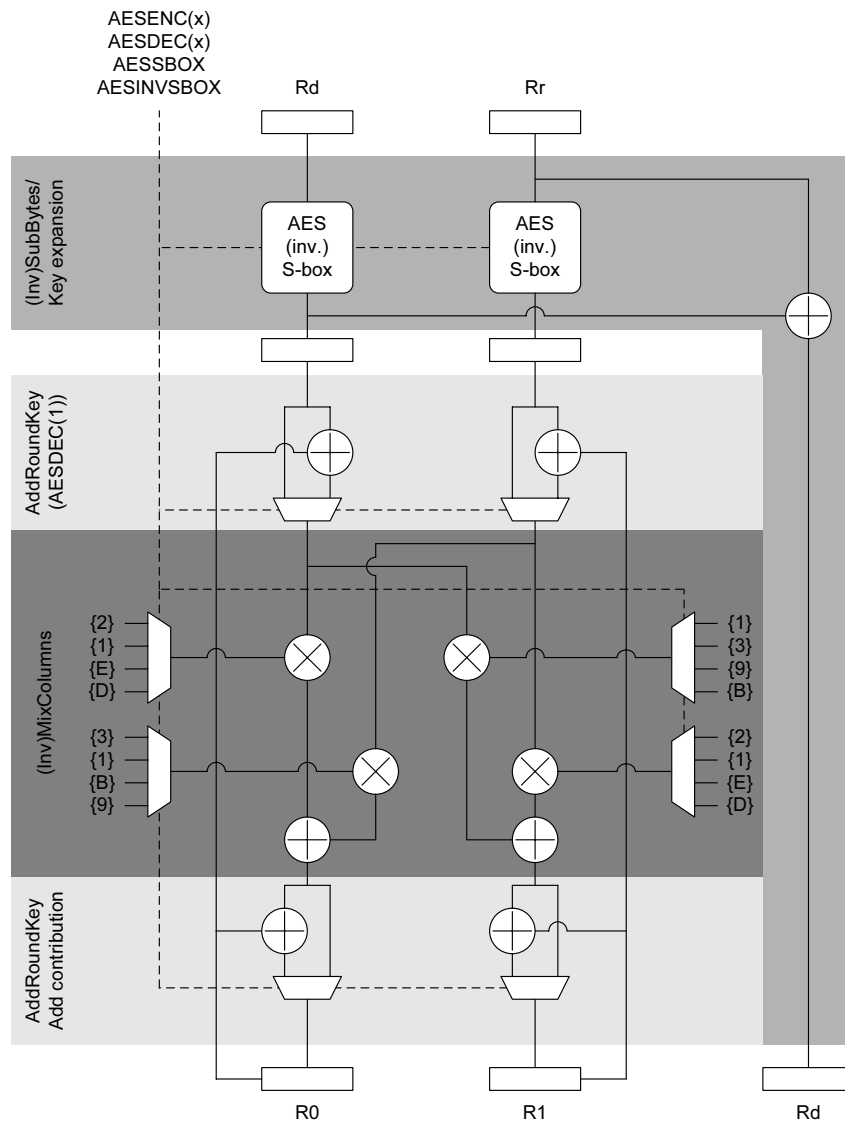 AESENC(x)
AESDEC(x)
AESSBOX
AESINVSBOX
Rd
Rr
(Inv)SubBytes/
Key expansion
AES
(inv.)
S-box
AES
(inv.)
S-box
AddRoundKey
(AESDEC(1))
(Inv)MixColumns
{2}
{1}
{E}
{D}
{1}
{3}
{9}
{B}
{3}
{1}
{B}
{9}
{2}
{1}
{E}
{D}
AddRoundKey
Add contribution
R0
R1
Rd